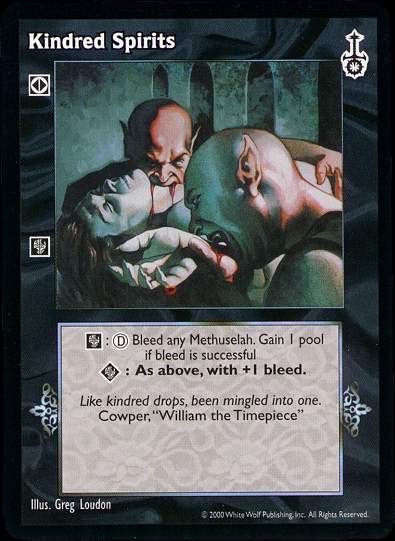 Kindred Spirits
: D Bleed any Methuselah. Gain 1 pool
if bleed is successful
: As above, with +1 bleed.
Like kindred drops, been mingled into one.
Cowper, "William the Timepiece"
Illus. Greg Loudon
© 2000 White Wolf Publishing, Inc. All Rights Reserved.